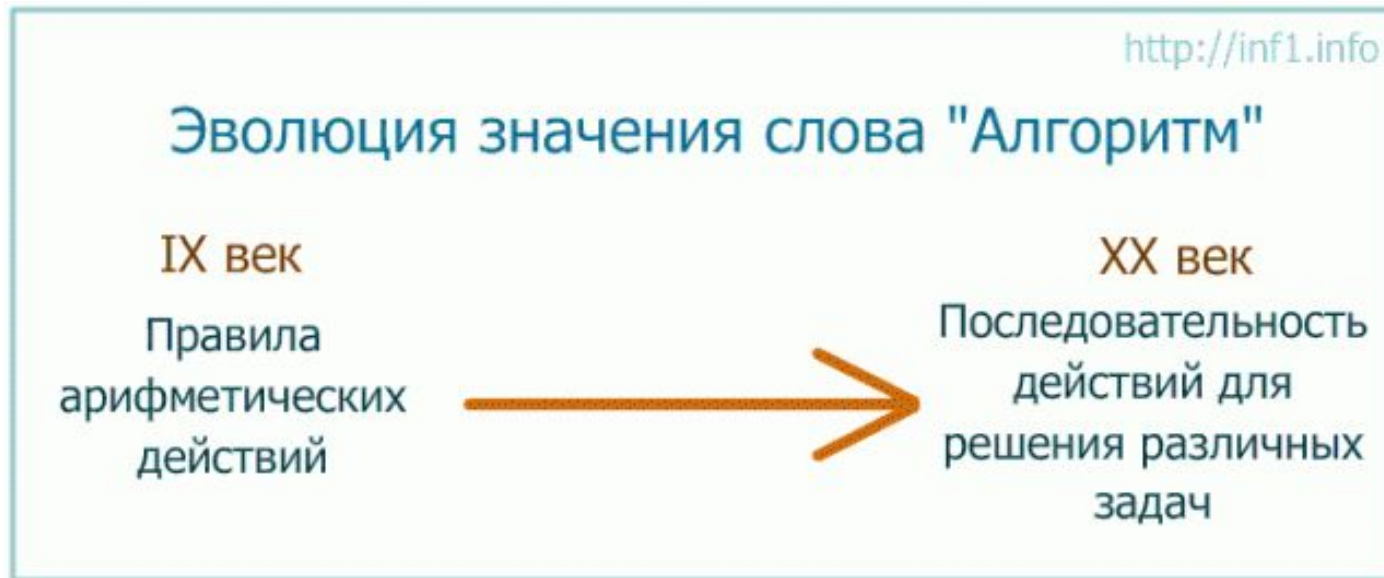 http://inf1.info
Эволюция значения слова "Алгоритм"
IX век
Правила
арифметических
действий
XX век
Последовательность
действий для
решения различных
задач